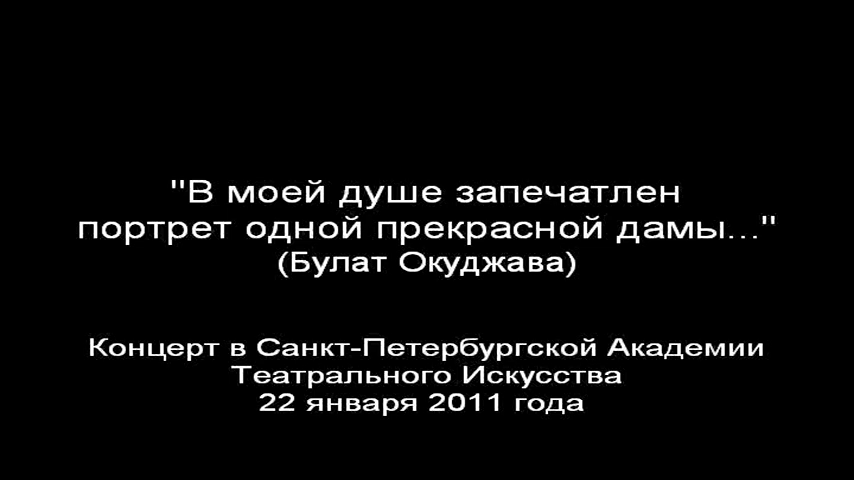 "В моей душе запечатлен
портрет одной прекрасной дамы..."
(Булат Окуджава)
Концерт в Санкт-Петербургской Академии
Театрального Искусства
22 января 2011 года